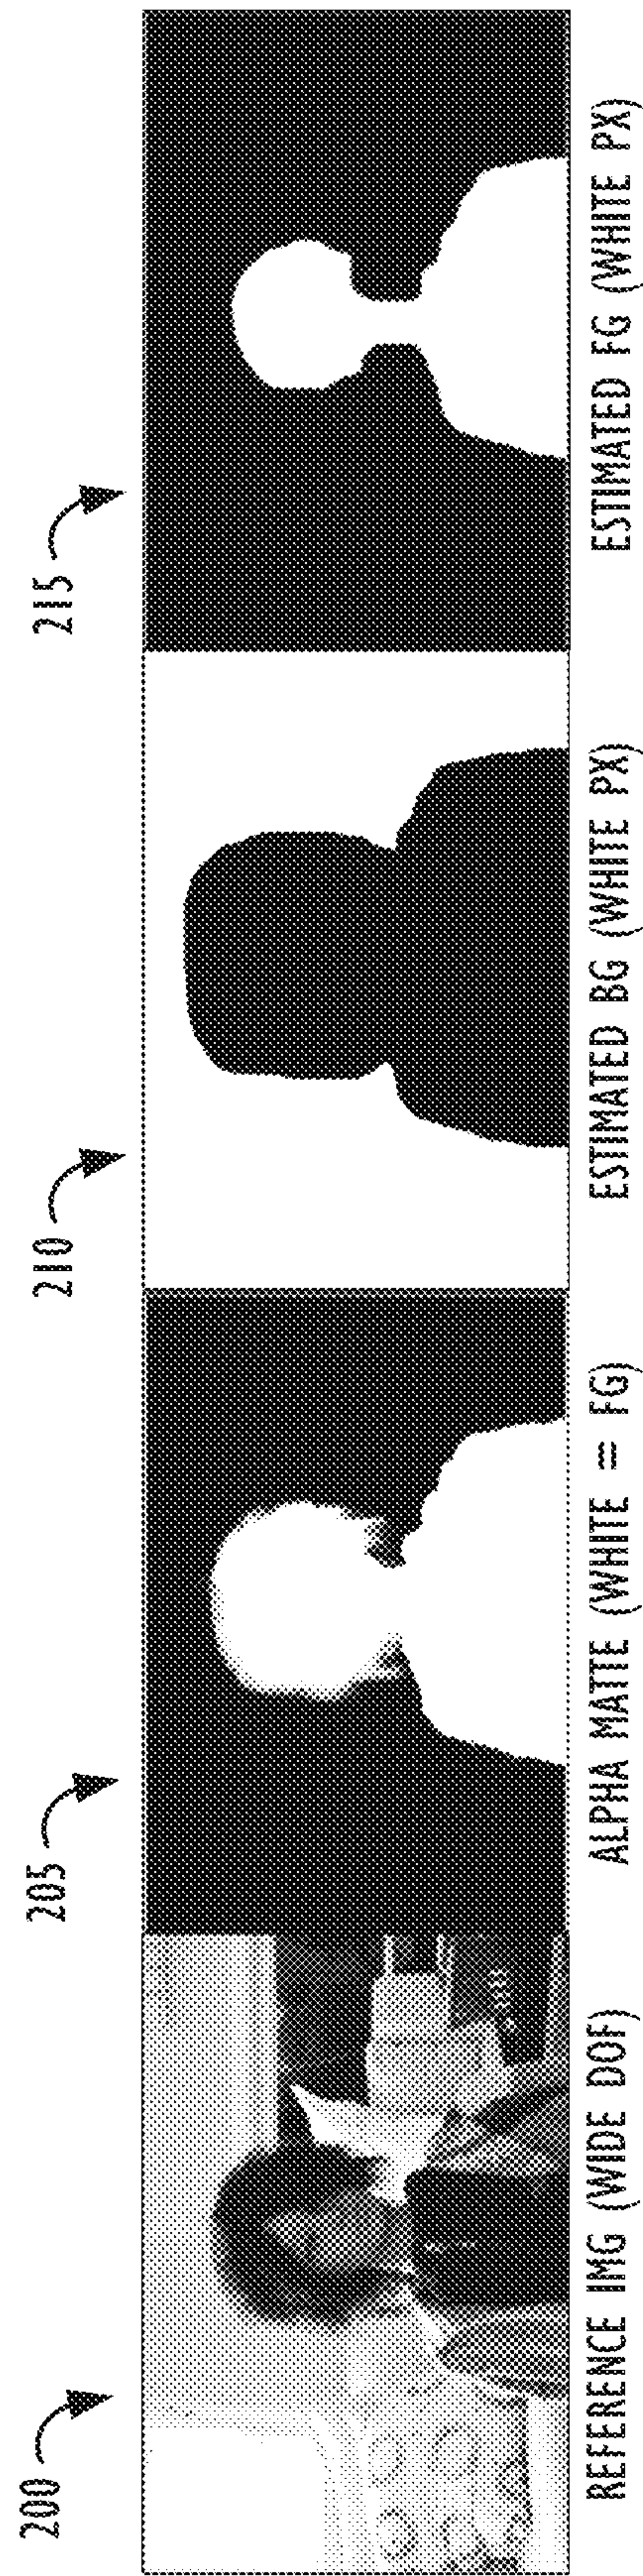 200
205
210
215
REFERENCE IMG (WIDE DOF)
ALPHA MATTE (WHITE = FG)
ESTIMATED BG (WHITE PX)
ESTIMATED FG (WHITE PX)